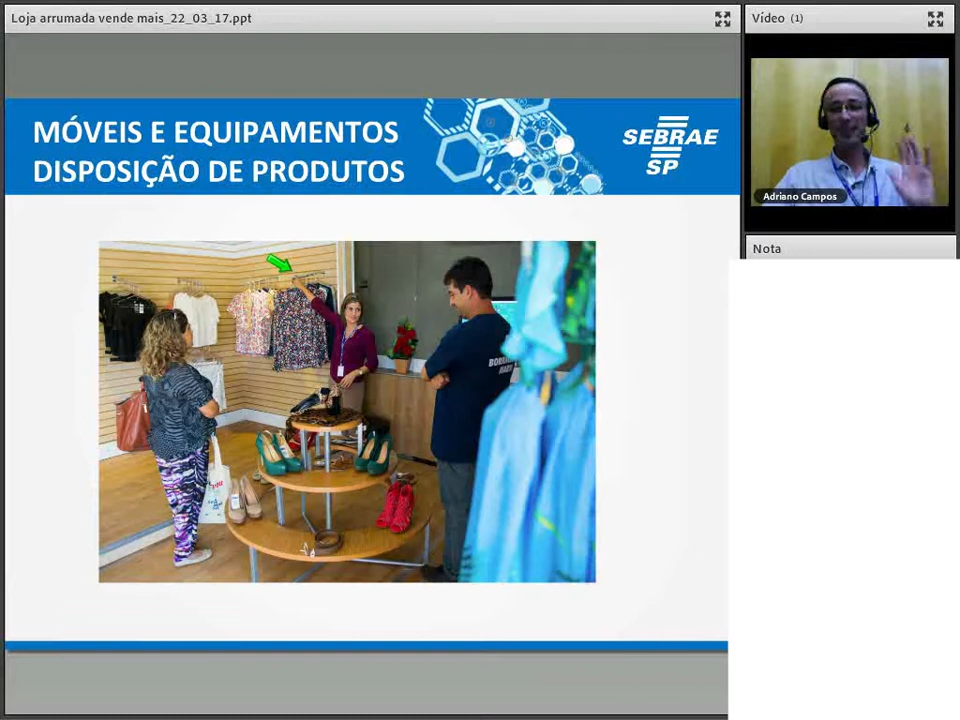 Loja arrumada vende mais_22_03_17.ppt
Vídeo (1)
MÓVEIS E EQUIPAMENTOS
DISPOSIÇÃO DE PRODUTOS
SEBRAE
SP
Adriano Campos
Nota